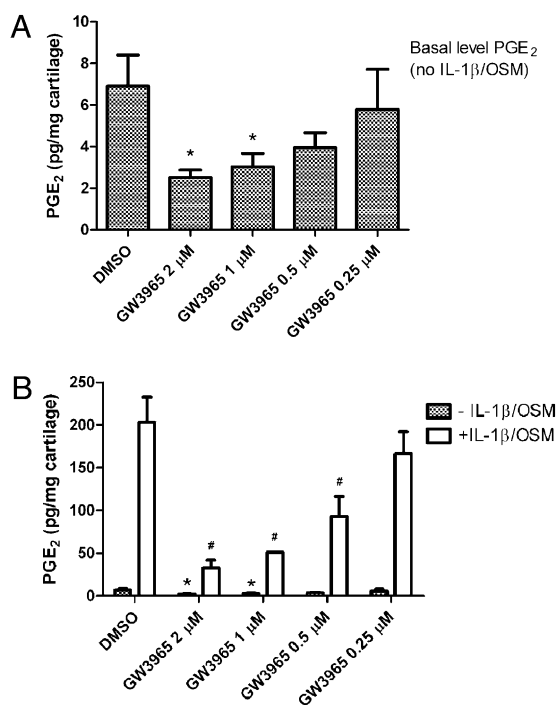 A
PGE2 (pg/mg cartilage)
10
8
6
4
2
0
*
*
Basal level PGE2
(no IL-1β/OSM)
DMSO
GW3965 2 μM
GW3965 1 μM
GW3965 0.5 μM
GW3965 0.25 μM
B
PGE2 (pg/mg cartilage)
250
200
150
100
50
0
*
#
*
#
#
- IL-1β/OSM
+IL-1β/OSM
DMSO
GW3965 2 μM
GW3965 1 μM
GW3965 0.5 μM
GW3965 0.25 μM